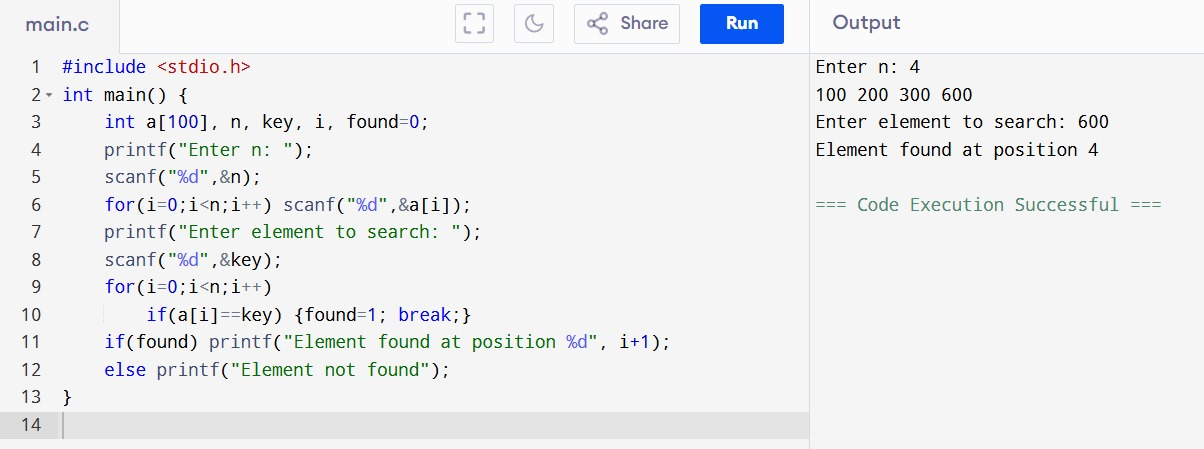 main.c
Share
Run
Output
1 #include <stdio.h>
2 int main() {
3     int a[100], n, key, i, found=0;
4     printf("Enter n: ");
5     scanf("%d",&n);
6     for(i=0;i<n;i++) scanf("%d",&a[i]);
7     printf("Enter element to search: ");
8     scanf("%d",&key);
9     for(i=0;i<n;i++)
10         if(a[i]==key) {found=1; break;}
11     if(found) printf("Element found at position %d", i+1);
12     else printf("Element not found");
13 }
14
Enter n: 4
100 200 300 600
Enter element to search: 600
Element found at position 4
=== Code Execution Successful ===